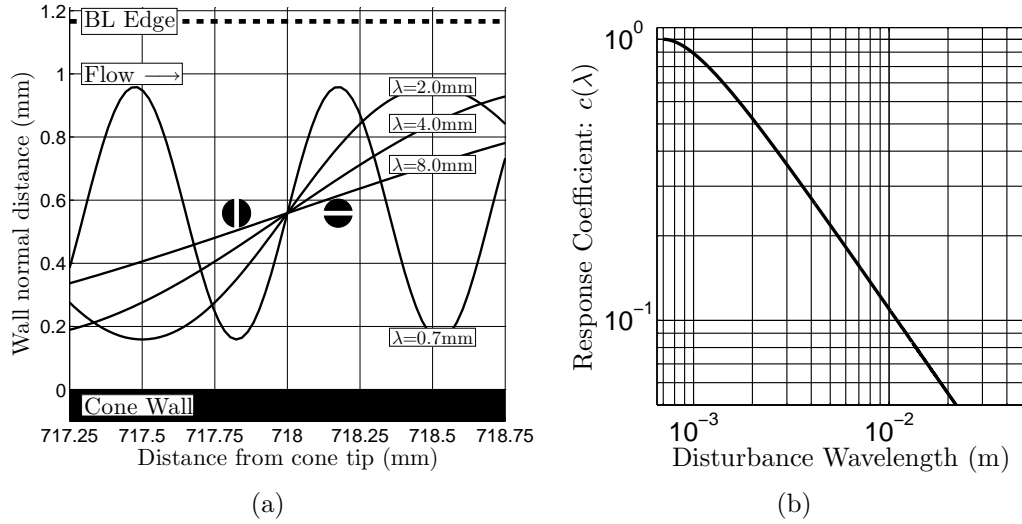 1.2
1
0.8
0.6
0.4
0.2
0
Wall normal distance (mm)
BL Edge
Flow →
λ=2.0mm
λ=4.0mm
λ=8.0mm
λ=0.7mm
Cone Wall
717.25 717.5 717.75 718 718.25 718.5 718.75
Distance from cone tip (mm)
(a)
10⁰
10⁻¹
Response Coefficient: c(λ)
10⁻³ 10⁻²
Disturbance Wavelength (m)
(b)